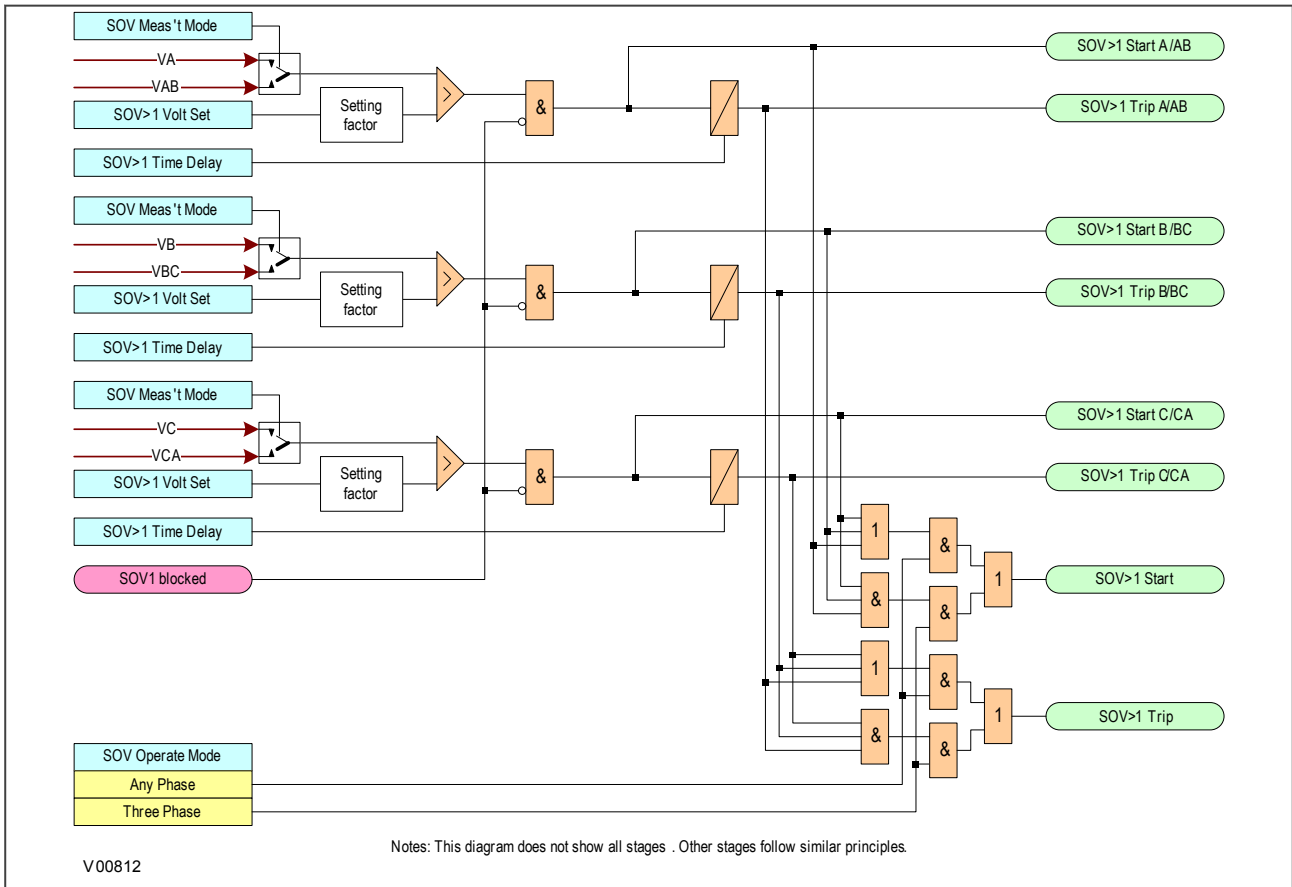 SOV Meas't Mode
VA
VAB
SOV>1 Volt Set
Setting
factor
>
&
SOV>1 Time Delay
SOV>1 Start A/AB
SOV>1 Trip A/AB
SOV Meas't Mode
VB
VBC
SOV>1 Volt Set
Setting
factor
>
&
SOV>1 Time Delay
SOV>1 Start B/BC
SOV>1 Trip B/BC
SOV Meas't Mode
VC
VCA
SOV>1 Volt Set
Setting
factor
>
&
SOV>1 Time Delay
SOV>1 Start C/CA
SOV>1 Trip C/CA
SOV1 blocked
1
&
1
&
&
SOV>1 Start
1
&
1
&
&
SOV>1 Trip
SOV Operate Mode
Any Phase
Three Phase
Notes: This diagram does not show all stages . Other stages follow similar principles.
V00812